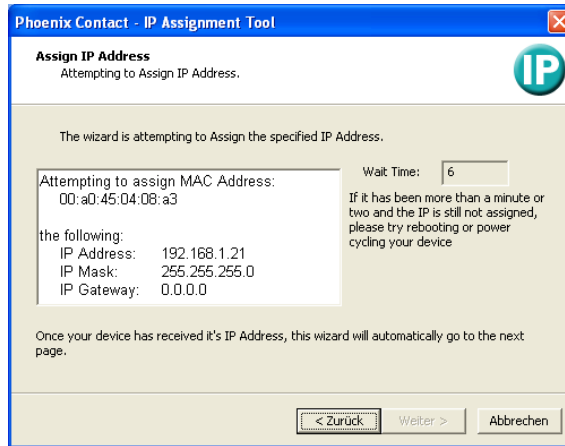 Phoenix Contact - IP Assignment Tool
Assign IP Address
Attempting to Assign IP Address.
IP
The wizard is attempting to Assign the specified IP Address.
Attempting to assign MAC Address:
00:a0:45:04:08:a3
the following:
IP Address: 192.168.1.21
IP Mask: 255.255.255.0
IP Gateway: 0.0.0.0
Wait Time: 6
If it has been more than a minute or
two and the IP is still not assigned,
please try rebooting or power
cycling your device
Once your device has received it's IP Address, this wizard will automatically go to the next
page.
< Zurück Weiter > Abbrechen